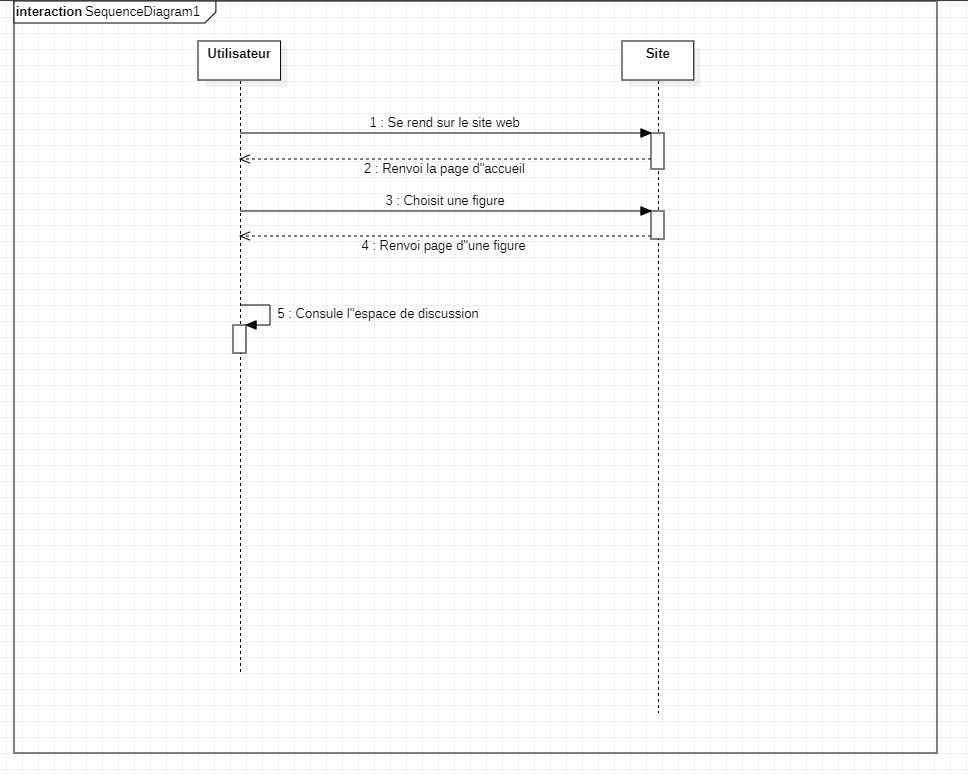 interaction SequenceDiagram1
Utilisateur
Site
1 : Se rend sur le site web
2 : Renvoi la page d"accueil
3 : Choisit une figure
4 : Renvoi page d"une figure
5 : Consule l"espace de discussion